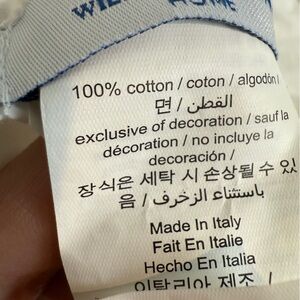 HOME
100% cotton / coton / algodón /
면 / القطن /
exclusive of decoration / sauf la
décoration / no incluye la
decoración /
장식은 세탁 시 손상될수 있
음 / باستثناء الزخرف /
Made In Italy
Fait En Italie
Hecho En Italia
이탈리아 제조 /